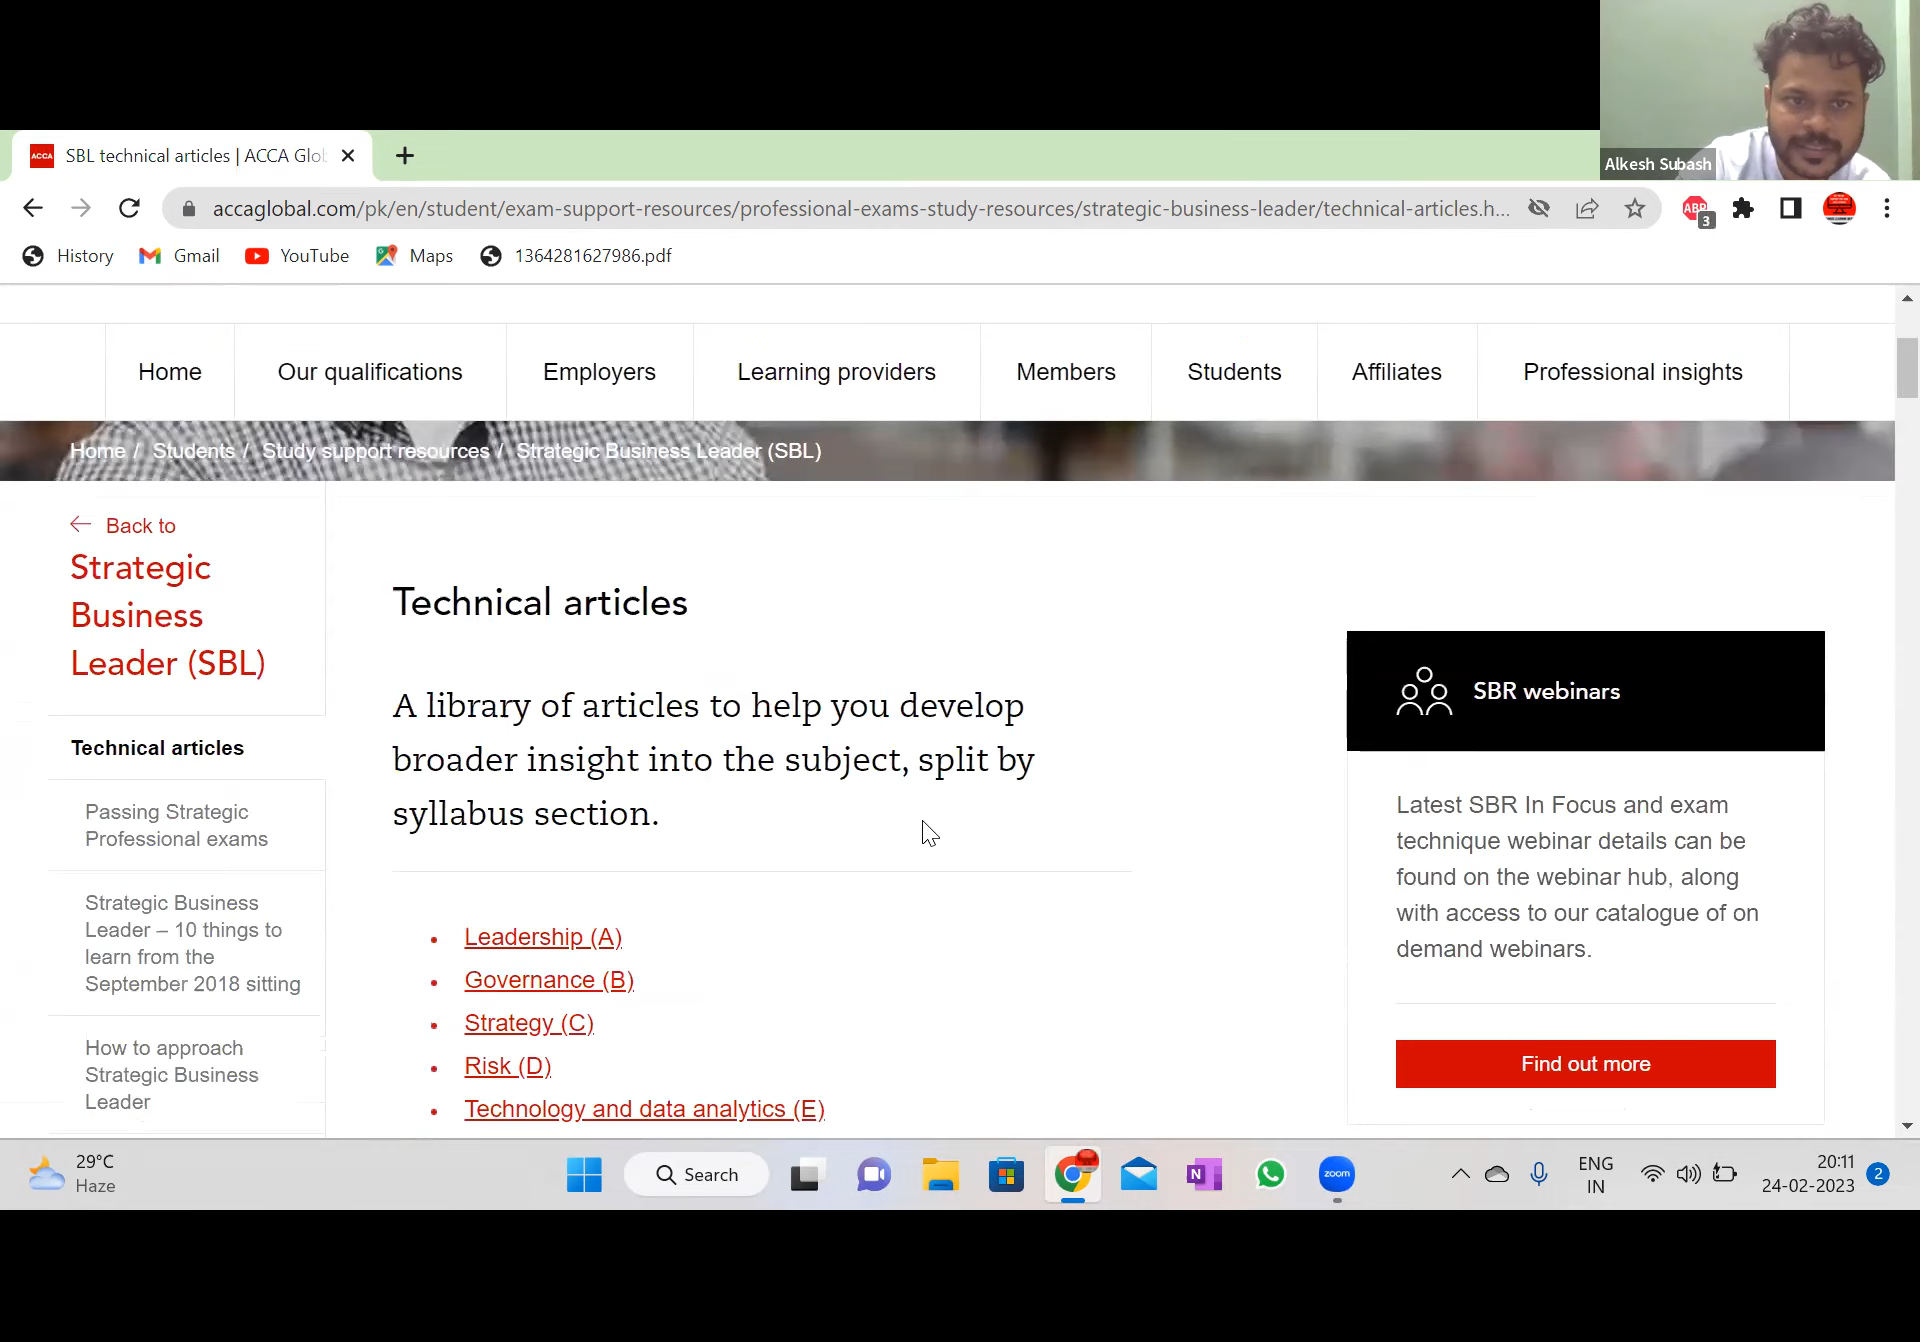 Alkesh Subash
ACCA
SBL technical articles | ACCA Glob
accaglobal.com/pk/en/student/exam-support-resources/professional-exams-study-resources/strategic-business-leader/technical-articles.h...
ABP
3
History
Gmail
YouTube
Maps
1364281627986.pdf
Home
Our qualifications
Employers
Learning providers
Members
Students
Affiliates
Professional insights
Home / Students / Study support resources / Strategic Business Leader (SBL)
Back to
Strategic
Business
Leader (SBL)
Technical articles
Passing Strategic
Professional exams
Strategic Business
Leader – 10 things to
learn from the
September 2018 sitting
How to approach
Strategic Business
Leader
Technical articles
A library of articles to help you develop
broader insight into the subject, split by
syllabus section.
Leadership (A)
Governance (B)
Strategy (C)
Risk (D)
Technology and data analytics (E)
SBR webinars
Latest SBR In Focus and exam
technique webinar details can be
found on the webinar hub, along
with access to our catalogue of on
demand webinars.
Find out more
29°C
Haze
Search
N
zoom
ENG
IN
20:11
24-02-2023
2